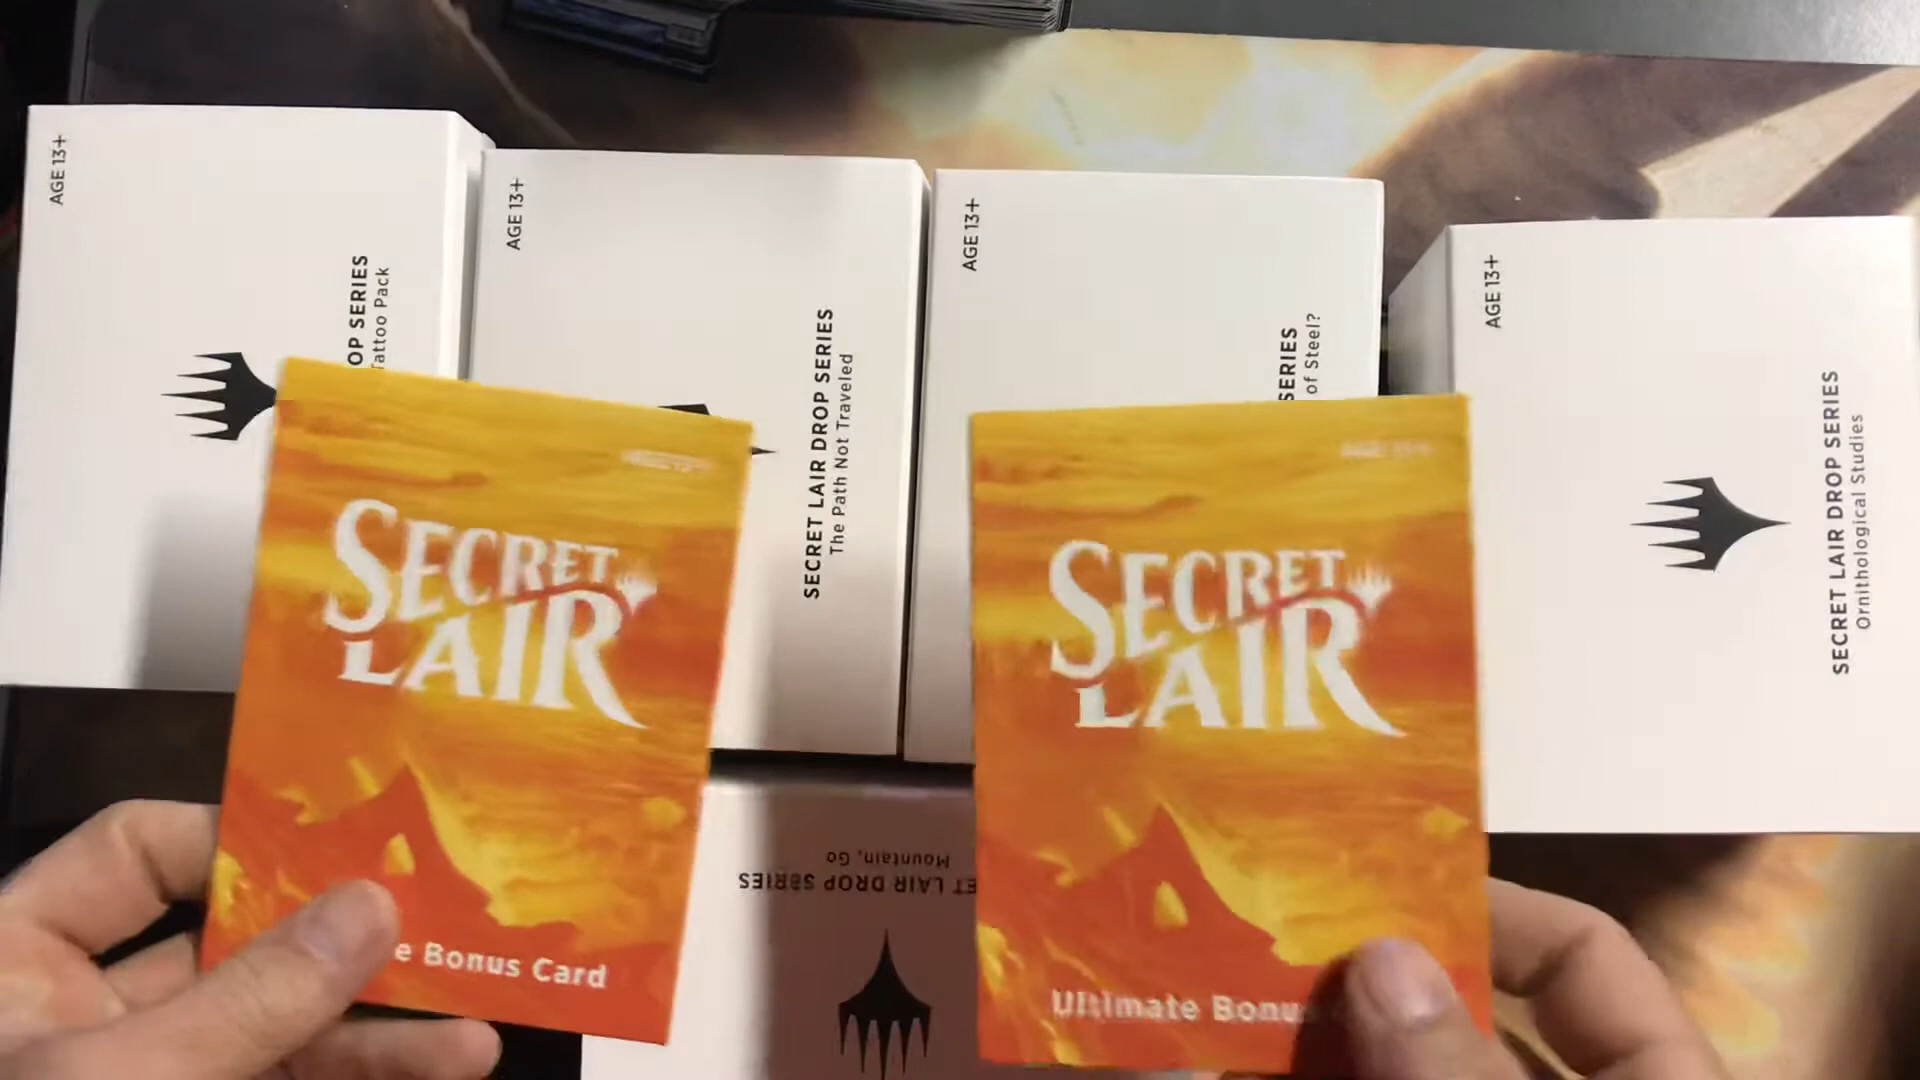 AGE 13+
OP SERIES
Tattoo Pack
AGE 13+
SECRET LAIR DROP SERIES
The Path Not Traveled
AGE 13+
SERIES
of Steel?
AGE 13+
SECRET LAIR DROP SERIES
Ornithological Studies
SECRET
LAIR
e Bonus Card
SECRET
LAIR
Ultimate Bonu
ET LAIR DROP SERIES
Mountain, Go